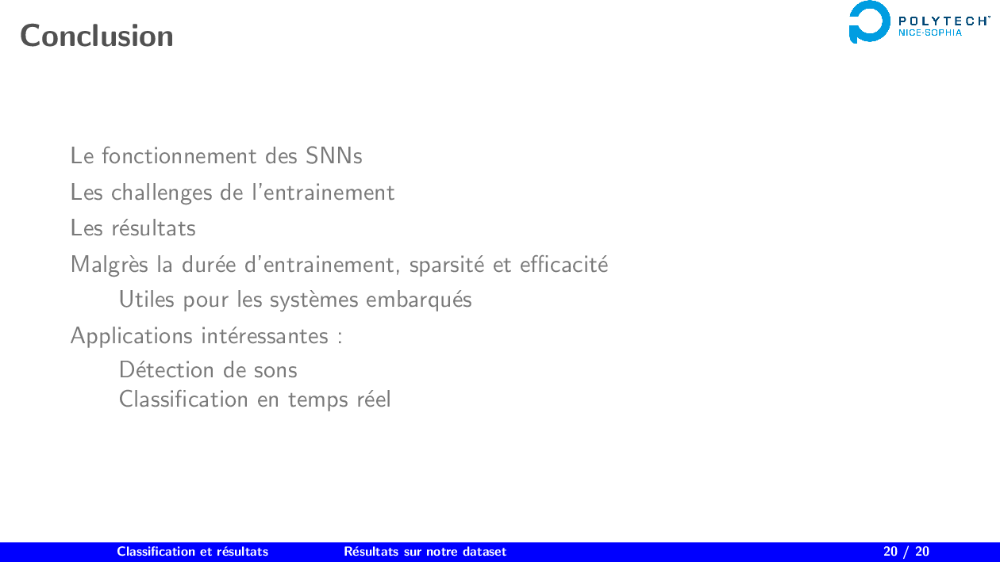 Conclusion
POLYTECH
NICE-SOPHIA
Le fonctionnement des SNNs
Les challenges de l'entrainement
Les résultats
Malgrès la durée d'entrainement, sparsité et efficacité
Utiles pour les systèmes embarqués
Applications intéressantes :
Détection de sons
Classification en temps réel
Classification et résultats Résultats sur notre dataset 20 / 20